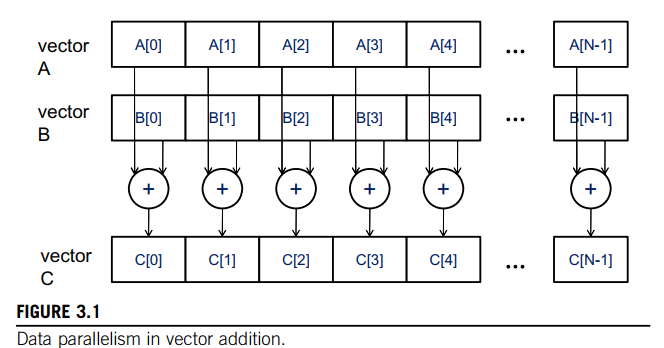 vector A A[0] A[1] A[2] A[3] A[4] ... A[N-1]
vector B B[0] B[1] B[2] B[3] B[4] ... B[N-1]
+ + + + + +
vector C C[0] C[1] C[2] C[3] C[4] ... C[N-1]
FIGURE 3.1
Data parallelism in vector addition.